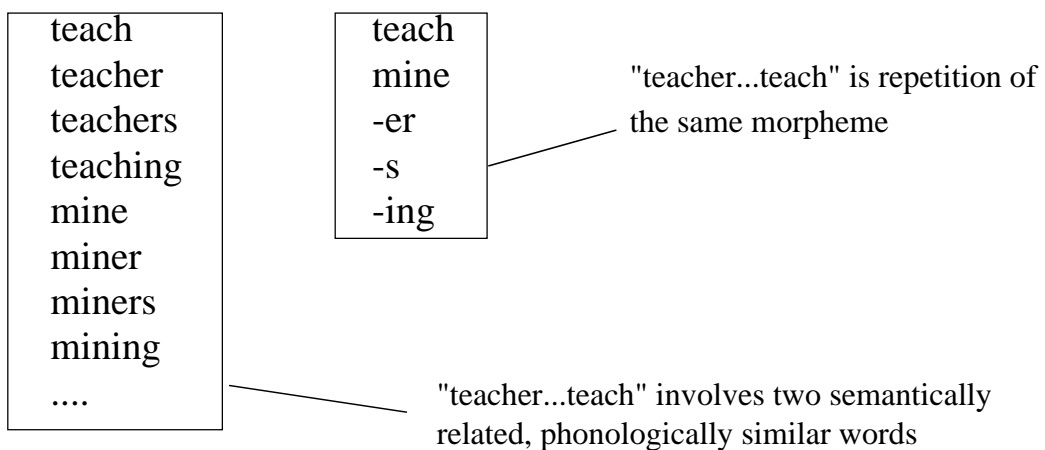 teach
teacher
teachers
teaching
mine
miner
miners
mining
....
teach
mine
-er
-s
-ing
"teacher...teach" is repetition of
the same morpheme
"teacher...teach" involves two semantically
related, phonologically similar words